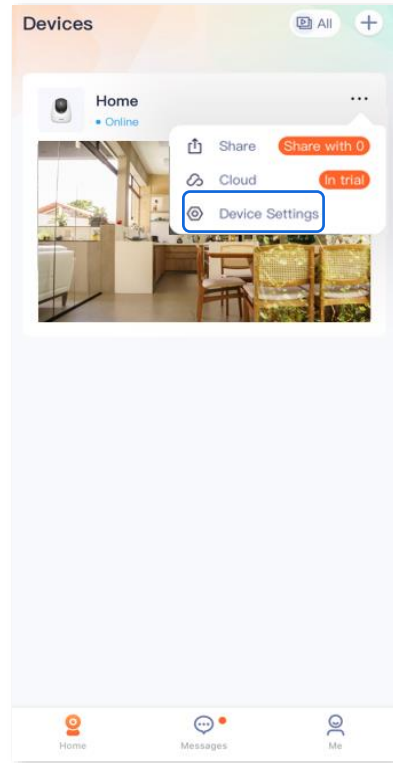 Devices
All
Home
Online
Share Share with 0
Cloud In trial
Device Settings
Home Messages Me